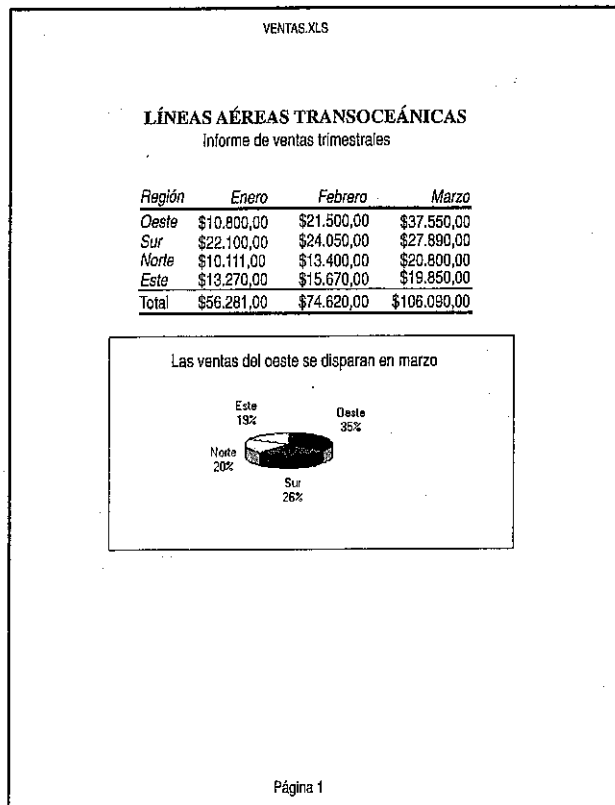 VENTAS.XLS
LÍNEAS AÉREAS TRANSOCEÁNICAS
Informe de ventas trimestrales
Región Enero Febrero Marzo
Oeste $10.800,00 $21.500,00 $37.550,00
Sur $22.100,00 $24.050,00 $27.890,00
Norte $10.111,00 $13.400,00 $20.800,00
Este $13.270,00 $15.670,00 $19.850,00
Total $56.281,00 $74.620,00 $106.090,00
Las ventas del oeste se disparan en marzo
Este
19%
Oeste
35%
Norte
20%
Sur
26%
Página 1